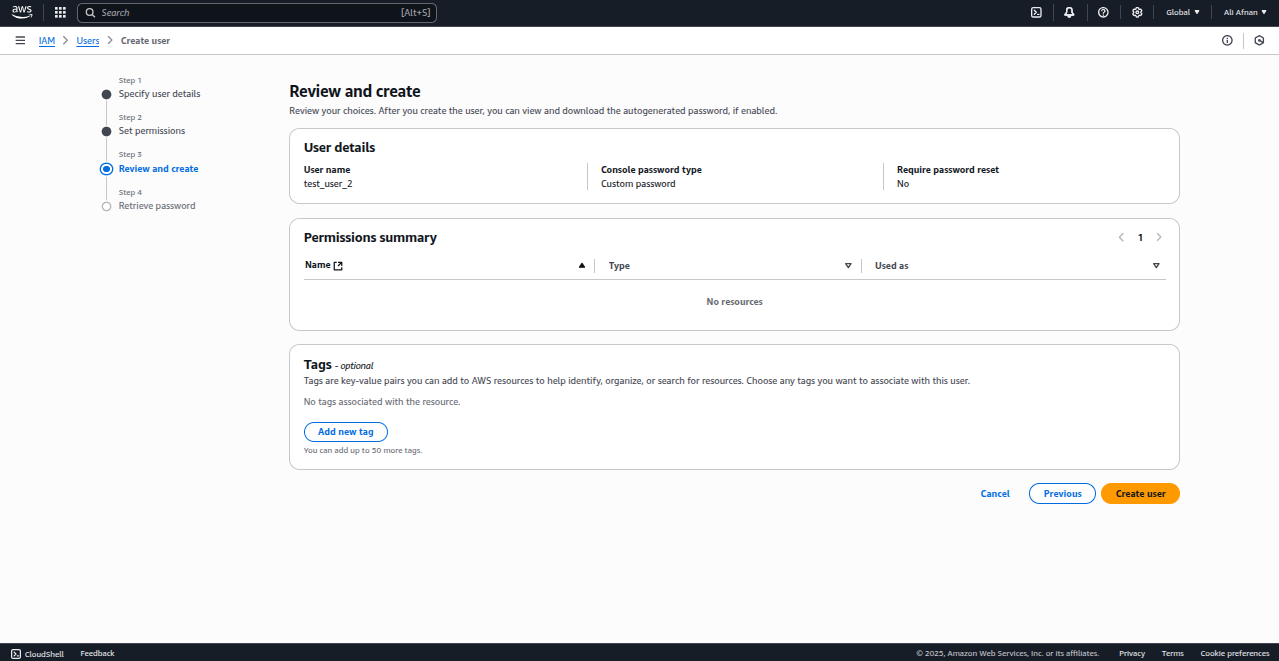 aws
Search
[Alt+S]
Global
Ali Afnan
IAM
Users
Create user
Step 1
Specify user details
Step 2
Set permissions
Step 3
Review and create
Step 4
Retrieve password
Review and create
Review your choices. After you create the user, you can view and download the autogenerated password, if enabled.
User details
User name
test_user_2
Console password type
Custom password
Require password reset
No
Permissions summary
1
Name
Type
Used as
No resources
Tags - optional
Tags are key-value pairs you can add to AWS resources to help identify, organize, or search for resources. Choose any tags you want to associate with this user.
No tags associated with the resource.
Add new tag
You can add up to 50 more tags.
Cancel
Previous
Create user
CloudShell
Feedback
© 2025, Amazon Web Services, Inc. or its affiliates.
Privacy
Terms
Cookie preferences